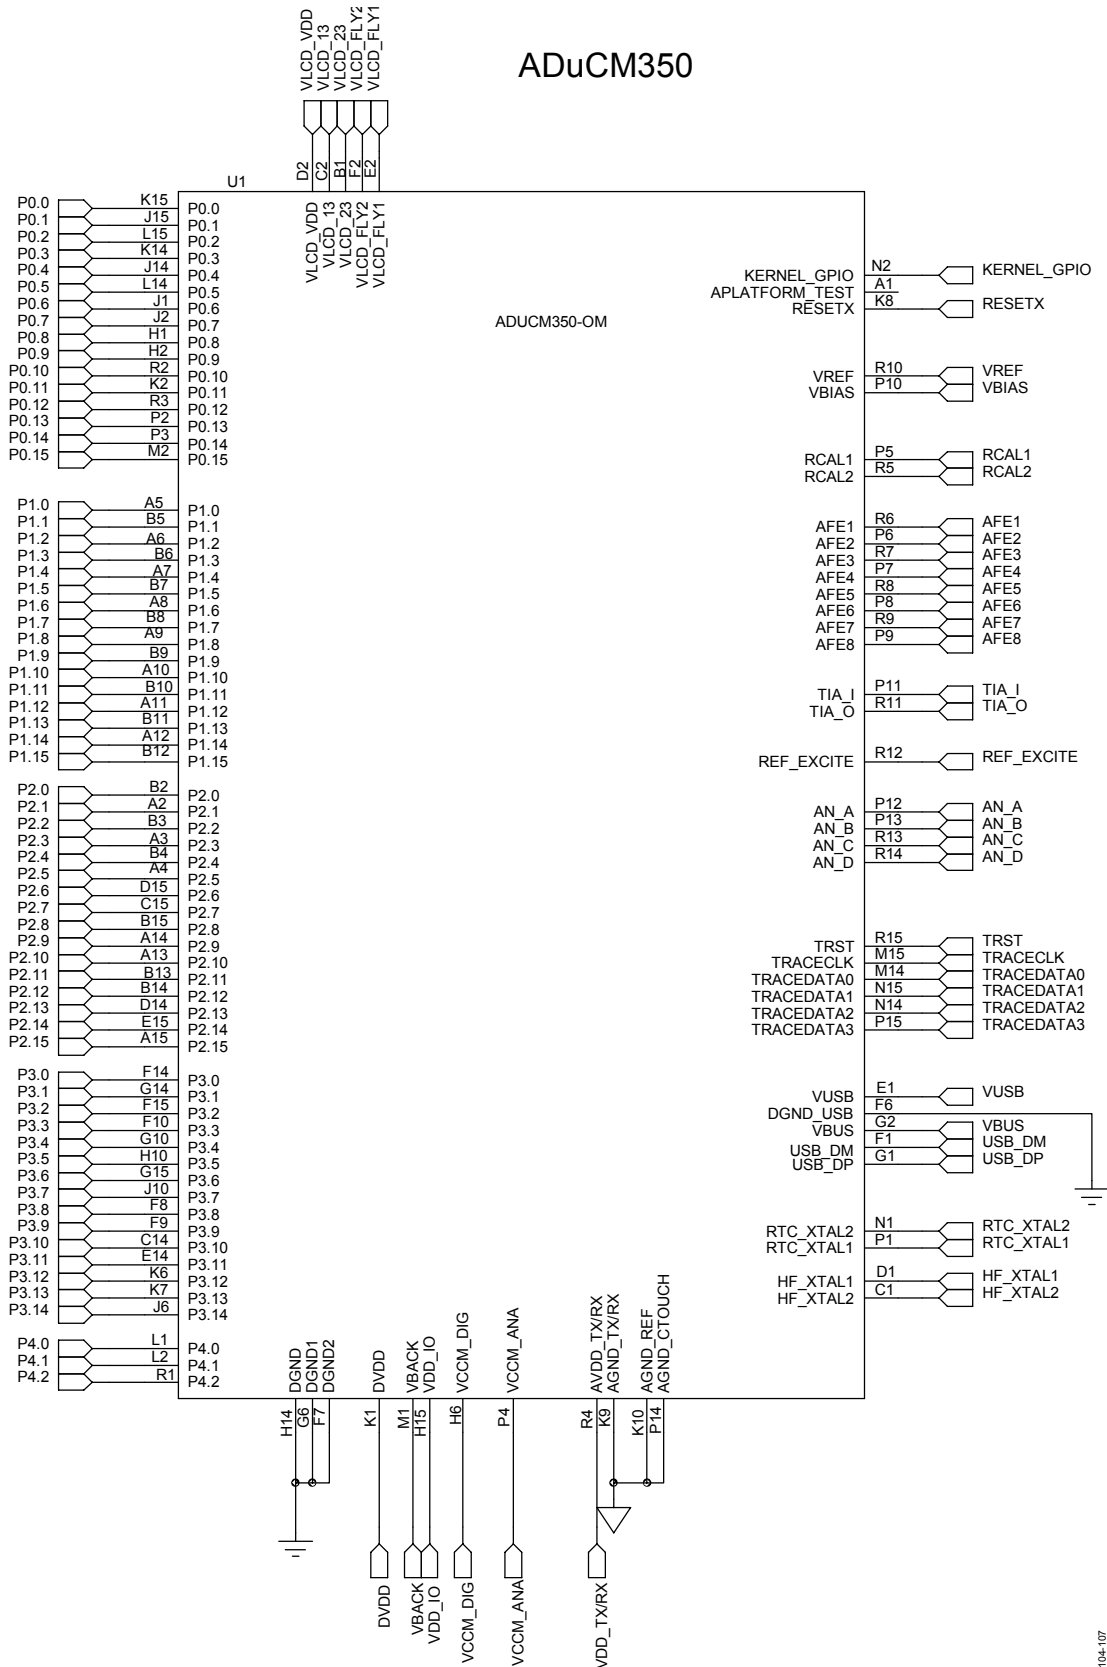 ADuCM350
VLCD_VDD
VLCD_13
VLCD_23
VLCD_FLY2
VLCD_FLY1
D2
C2
B1
F2
E2
U1
VLCD_VDD
VLCD_13
VLCD_23
VLCD_FLY2
VLCD_FLY1
ADUCM350-OM
P0.0 K15 P0.0
P0.1 J15 P0.1
P0.2 L15 P0.2
P0.3 K14 P0.3
P0.4 J14 P0.4
P0.5 L14 P0.5
P0.6 J1 P0.6
P0.7 J2 P0.7
P0.8 H1 P0.8
P0.9 H2 P0.9
P0.10 R2 P0.10
P0.11 K2 P0.11
P0.12 R3 P0.12
P0.13 P2 P0.13
P0.14 P3 P0.14
P0.15 M2 P0.15
P1.0 A5 P1.0
P1.1 B5 P1.1
P1.2 A6 P1.2
P1.3 B6 P1.3
P1.4 A7 P1.4
P1.5 B7 P1.5
P1.6 A8 P1.6
P1.7 B8 P1.7
P1.8 A9 P1.8
P1.9 B9 P1.9
P1.10 A10 P1.10
P1.11 B10 P1.11
P1.12 A11 P1.12
P1.13 B11 P1.13
P1.14 A12 P1.14
P1.15 B12 P1.15
P2.0 B2 P2.0
P2.1 A2 P2.1
P2.2 B3 P2.2
P2.3 A3 P2.3
P2.4 B4 P2.4
P2.5 A4 P2.5
P2.6 D15 P2.6
P2.7 C15 P2.7
P2.8 B15 P2.8
P2.9 A14 P2.9
P2.10 A13 P2.10
P2.11 B13 P2.11
P2.12 B14 P2.12
P2.13 D14 P2.13
P2.14 E15 P2.14
P2.15 A15 P2.15
P3.0 F14 P3.0
P3.1 G14 P3.1
P3.2 F15 P3.2
P3.3 F10 P3.3
P3.4 G10 P3.4
P3.5 H10 P3.5
P3.6 G15 P3.6
P3.7 J10 P3.7
P3.8 F8 P3.8
P3.9 F9 P3.9
P3.10 C14 P3.10
P3.11 E14 P3.11
P3.12 K6 P3.12
P3.13 K7 P3.13
P3.14 J6 P3.14
P4.0 L1 P4.0
P4.1 L2 P4.1
P4.2 R1 P4.2
KERNEL_GPIO N2 KERNEL_GPIO
APLATFORM_TEST A1
RESETX K8 RESETX
VREF R10 VREF
VBIAS P10 VBIAS
RCAL1 P5 RCAL1
RCAL2 R5 RCAL2
AFE1 R6 AFE1
AFE2 P6 AFE2
AFE3 R7 AFE3
AFE4 P7 AFE4
AFE5 R8 AFE5
AFE6 P8 AFE6
AFE7 R9 AFE7
AFE8 P9 AFE8
TIA_I P11 TIA_I
TIA_O R11 TIA_O
REF_EXCITE R12 REF_EXCITE
AN_A P12 AN_A
AN_B P13 AN_B
AN_C R13 AN_C
AN_D R14 AN_D
TRST R15 TRST
TRACECLK M15 TRACECLK
TRACEDATA0 M14 TRACEDATA0
TRACEDATA1 N15 TRACEDATA1
TRACEDATA2 N14 TRACEDATA2
TRACEDATA3 P15 TRACEDATA3
VUSB E1 VUSB
DGND_USB F6
VBUS G2 VBUS
USB_DM F1 USB_DM
USB_DP G1 USB_DP
RTC_XTAL2 N1 RTC_XTAL2
RTC_XTAL1 P1 RTC_XTAL1
HF_XTAL1 D1 HF_XTAL1
HF_XTAL2 C1 HF_XTAL2
DGND
DGND1
DGND2
DVDD
VBACK
VDD_IO
VCCM_DIG
VCCM_ANA
AVDD_TX/RX
AGND_TX/RX
AGND_REF
AGND_CTOUCH
H14
G6
F7
K1
M1
H15
H6
P4
R4
K9
K10
P14
DVDD
VBACK
VDD_IO
VCCM_DIG
VCCM_ANA
VDD_TX/RX
104-107